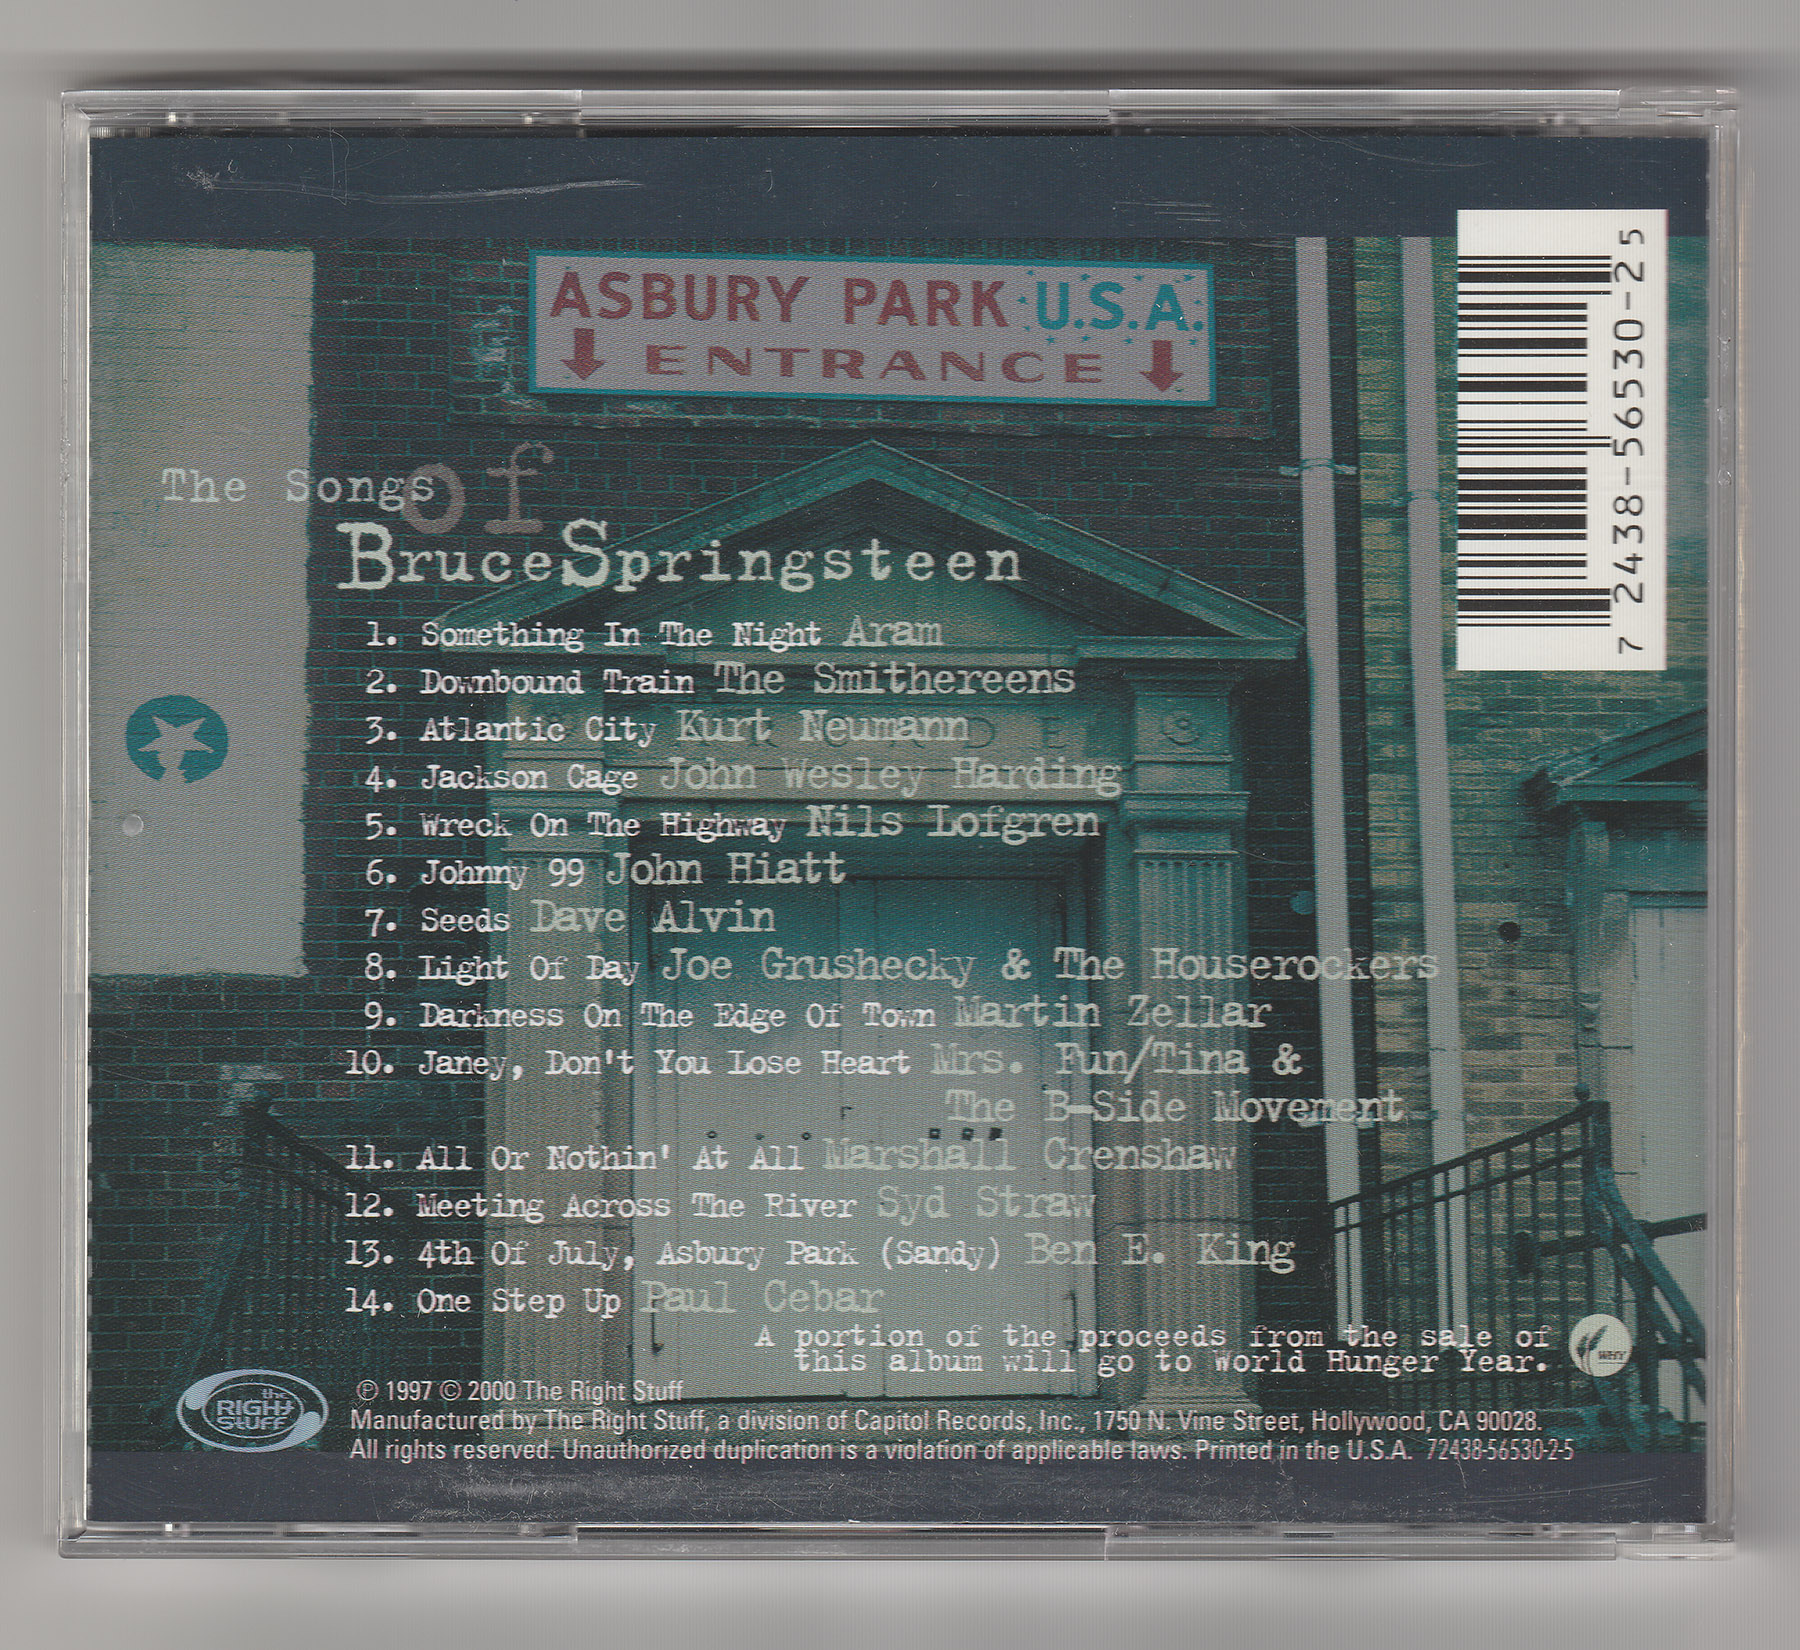 ASBURY PARK U.S.A.
ENTRANCE
7 2438-56530-2 5
The Songs of
Bruce Springsteen
1. Something In The Night Aram
2. Downbound Train The Smithereens
3. Atlantic City Kurt Neumann
4. Jackson Cage John Wesley Harding
5. Wreck On The Highway Nils Lofgren
6. Johnny 99 John Hiatt
7. Seeds Dave Alvin
8. Light Of Day Joe Grushecky & The Houserockers
9. Darkness On The Edge Of Town Martin Zellar
10. Janey, Don't You Lose Heart Mrs. Fun/Tina &
The B-Side Movement
11. All Or Nothin' At All Marshall Crenshaw
12. Meeting Across The River Syd Straw
13. 4th Of July, Asbury Park (Sandy) Ben E. King
14. One Step Up Paul Cebar
A portion of the proceeds from the sale of
this album will go to World Hunger Year.
WHY
the
RIGHT
STUFF
℗ 1997 © 2000 The Right Stuff
Manufactured by The Right Stuff, a division of Capitol Records, Inc., 1750 N. Vine Street, Hollywood, CA 90028.
All rights reserved. Unauthorized duplication is a violation of applicable laws. Printed in the U.S.A. 72438-56530-2-5